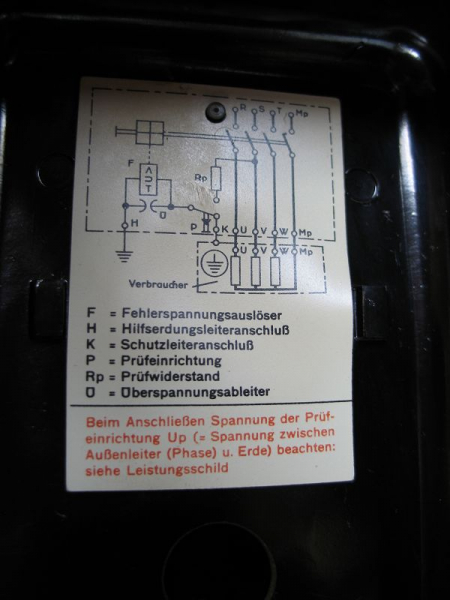 R S T Mp
F
Λ U T
Rp
Ü
H
P K U V W Mp
U V W Mp
Verbraucher
F = Fehlerspannungsauslöser
H = Hilfserdungsleiteranschluß
K = Schutzleiteranschluß
P = Prüfeinrichtung
Rp = Prüfwiderstand
Ü = Überspannungsableiter
Beim Anschließen Spannung der Prüf-
einrichtung Up (= Spannung zwischen
Außenleiter (Phase) u. Erde) beachten:
siehe Leistungsschild